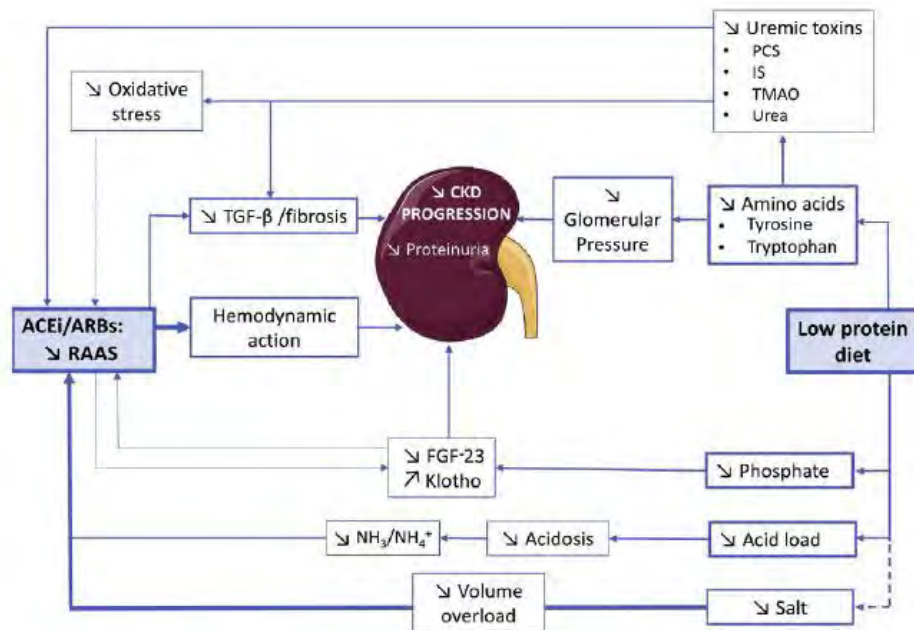 ↘ Uremic toxins
• PCS
• IS
• TMAO
• Urea
↘ Oxidative
stress
↘ CKD
PROGRESSION
↘ Proteinuria
↘ TGF-β /fibrosis
↘
Glomerular
Pressure
↘ Amino acids
• Tyrosine
• Tryptophan
ACEi/ARBs:
↘ RAAS
Hemodynamic
action
Low protein
diet
↘ FGF-23
↗ Klotho
↘ Phosphate
↘ NH₃/NH₄⁺
↘ Acidosis
↘ Acid load
↘ Volume
overload
↘ Salt